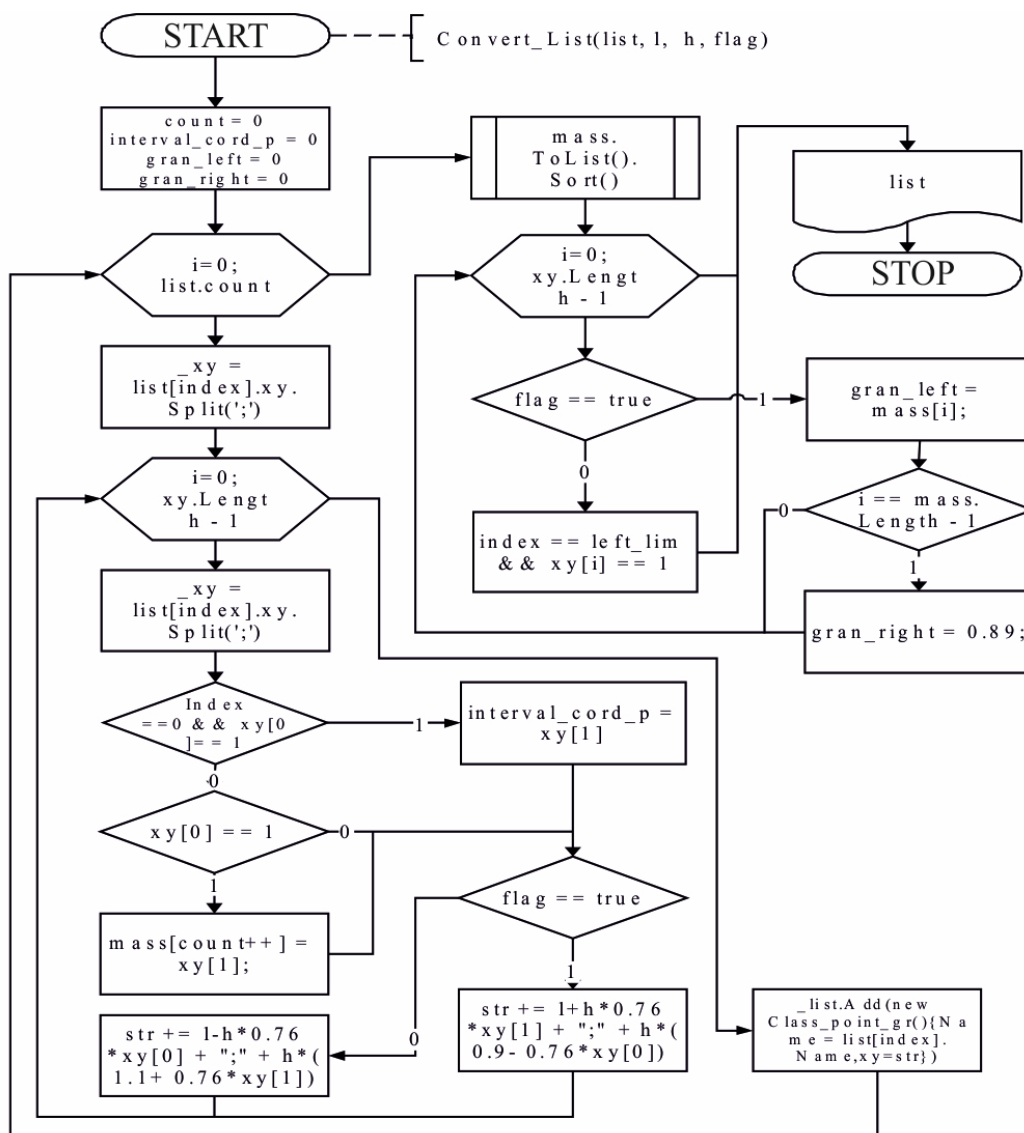 START
Convert_List(list, l, h, flag)
count = 0
interval_cord_p = 0
gran_left = 0
gran_right = 0
i=0;
list.count
_xy =
list[index].xy.
Split(';')
i=0;
xy.Lengt
h - 1
_xy =
list[index].xy.
Split(';')
Index
==0 && xy[0
]== 1
1
interval_cord_p =
xy[1]
0
xy[0] == 1
0
1
mass[count++] =
xy[1];
flag == true
0
1
str += l-h*0.76
*xy[0] + ";" + h*(
1.1+ 0.76*xy[1])
str += l+h*0.76
*xy[1] + ";" + h*(
0.9- 0.76*xy[0])
_list.Add(new
Class_point_gr(){Na
me = list[index].
Name,xy=str})
mass.
ToList().
Sort()
i=0;
xy.Lengt
h - 1
flag == true
1
0
index == left_lim
&& xy[i] == 1
gran_left =
mass[i];
i == mass.
Length - 1
0
1
gran_right = 0.89;
list
STOP